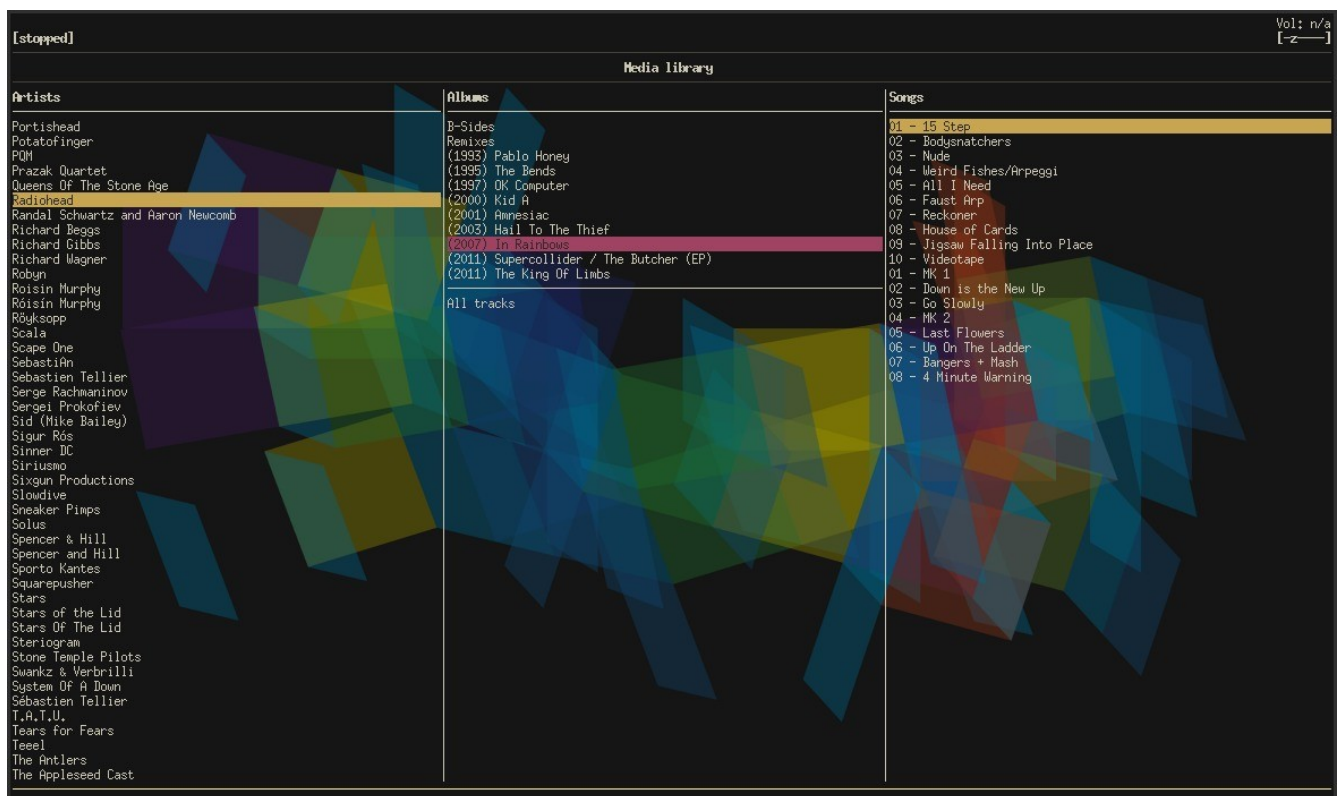 Vol: n/a
[stopped]
[-z----]
Media library
Artists
Portishead
Potatofinger
PQM
Prazak Quartet
Queens Of The Stone Age
Radiohead
Randal Schwartz and Aaron Newcomb
Richard Beggs
Richard Gibbs
Richard Wagner
Robyn
Roisin Murphy
Róisín Murphy
Röyksopp
Scala
Scape One
SebastiAn
Sebastien Tellier
Serge Rachmaninov
Sergei Prokofiev
Sid (Mike Bailey)
Sigur Rós
Sinner DC
Siriusmo
Sixgun Productions
Slowdive
Sneaker Pimps
Solus
Spencer & Hill
Spencer and Hill
Sporto Kantes
Squarepusher
Stars
Stars of the Lid
Stars Of The Lid
Steriogram
Stone Temple Pilots
Swankz & Verbrilli
System Of A Down
Sébastien Tellier
T.A.T.U.
Tears for Fears
Teeel
The Antlers
The Appleseed Cast
Albums
B-Sides
Remixes
(1993) Pablo Honey
(1995) The Bends
(1997) OK Computer
(2000) Kid A
(2001) Amnesiac
(2003) Hail To The Thief
(2007) In Rainbows
(2011) Supercollider / The Butcher (EP)
(2011) The King Of Limbs
All tracks
Songs
01 - 15 Step
02 - Bodysnatchers
03 - Nude
04 - Weird Fishes/Arpeggi
05 - All I Need
06 - Faust Arp
07 - Reckoner
08 - House of Cards
09 - Jigsaw Falling Into Place
10 - Videotape
01 - MK 1
02 - Down is the New Up
03 - Go Slowly
04 - MK 2
05 - Last Flowers
06 - Up On The Ladder
07 - Bangers + Mash
08 - 4 Minute Warning